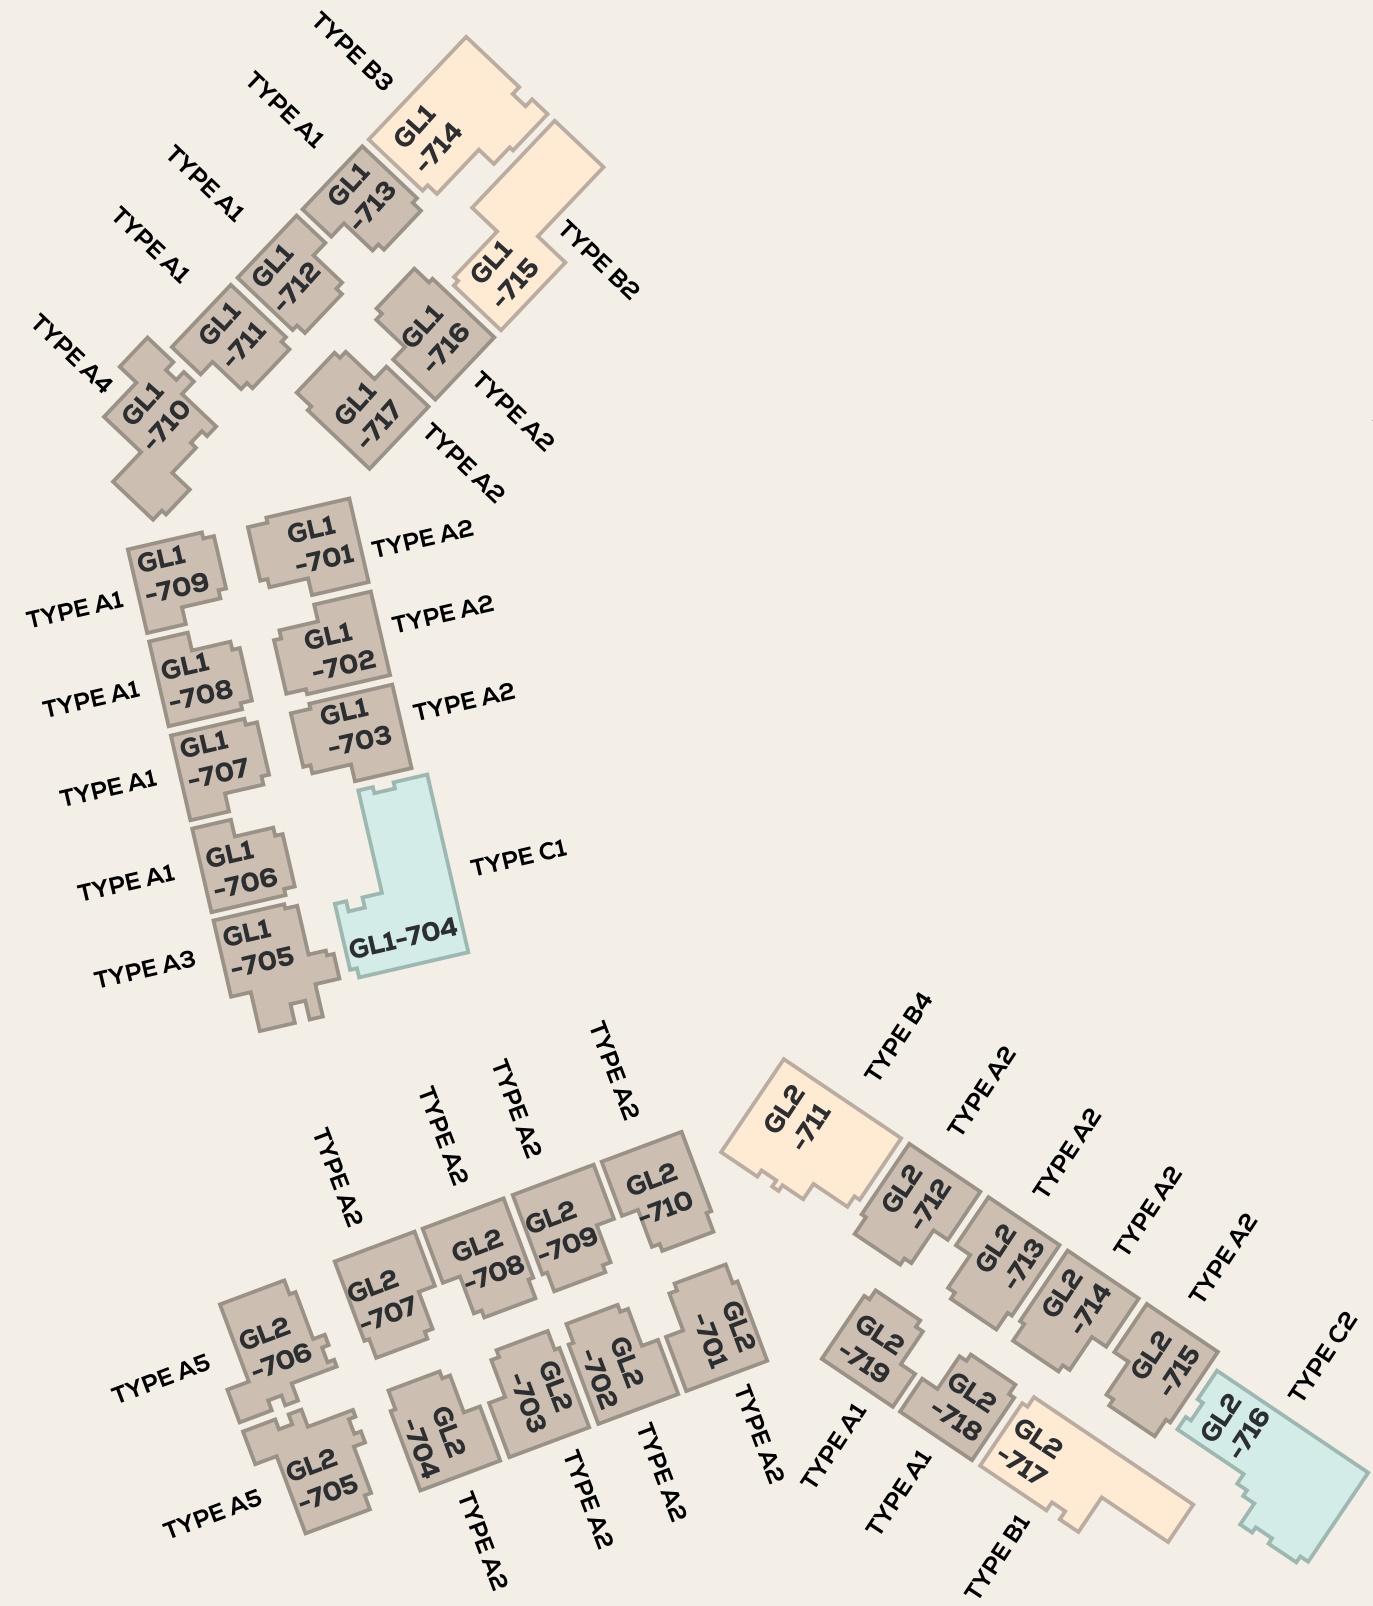 TYPE B3
GL1
-714
TYPE A1
GL1
-713
TYPE A1
GL1
-712
TYPE A1
GL1
-711
TYPE A4
GL1
-710
TYPE B2
GL1
-715
GL1
-716
TYPE A2
GL1
-717
TYPE A2
GL1
-709
TYPE A1
GL1
-701
TYPE A2
GL1
-708
TYPE A1
GL1
-702
TYPE A2
GL1
-707
TYPE A1
GL1
-703
TYPE A2
GL1
-706
TYPE A1
TYPE C1
GL1-704
GL1
-705
TYPE A3
TYPE A2
TYPE A2
TYPE A2
TYPE A2
GL2
-710
GL2
-709
GL2
-708
GL2
-707
GL2
-706
TYPE A5
GL2
-705
TYPE A5
GL2
-704
TYPE A2
GL2
-703
TYPE A2
GL2
-702
TYPE A2
GL2
-701
TYPE A2
TYPE B4
GL2
-711
TYPE A2
GL2
-712
TYPE A2
GL2
-713
TYPE A2
GL2
-714
TYPE A2
GL2
-715
TYPE C2
GL2
-716
GL2
-719
TYPE A1
GL2
-718
TYPE A1
GL2
-717
TYPE B1